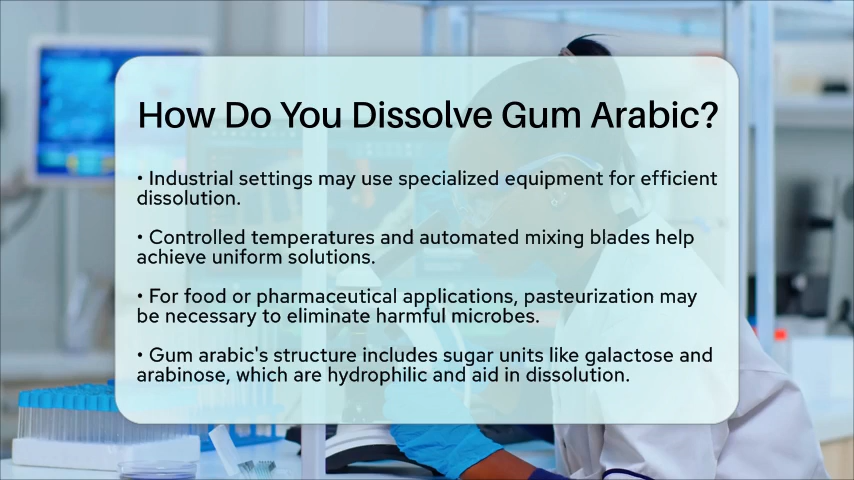 How Do You Dissolve Gum Arabic?
• Industrial settings may use specialized equipment for efficient
dissolution.
• Controlled temperatures and automated mixing blades help
achieve uniform solutions.
• For food or pharmaceutical applications, pasteurization may
be necessary to eliminate harmful microbes.
• Gum arabic's structure includes sugar units like galactose and
arabinose, which are hydrophilic and aid in dissolution.